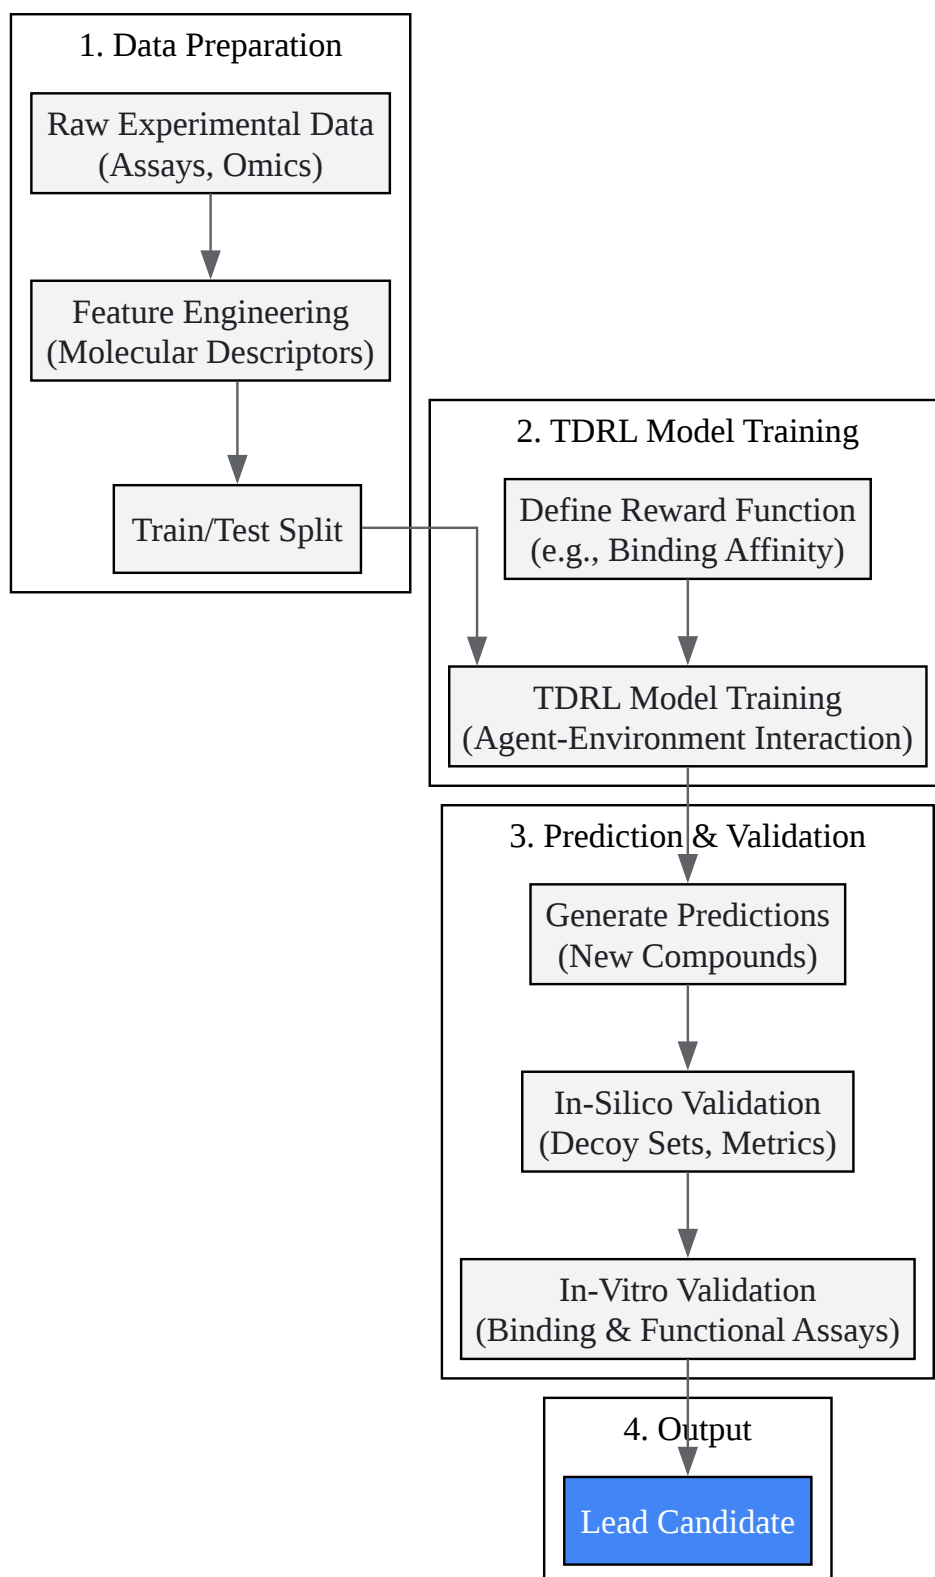 1. Data Preparation
Raw Experimental Data
(Assays, Omics)
Feature Engineering
(Molecular Descriptors)
Train/Test Split
2. TDRL Model Training
Define Reward Function
(e.g., Binding Affinity)
TDRL Model Training
(Agent-Environment Interaction)
3. Prediction & Validation
Generate Predictions
(New Compounds)
In-Silico Validation
(Decoy Sets, Metrics)
In-Vitro Validation
(Binding & Functional Assays)
4. Output
Lead Candidate